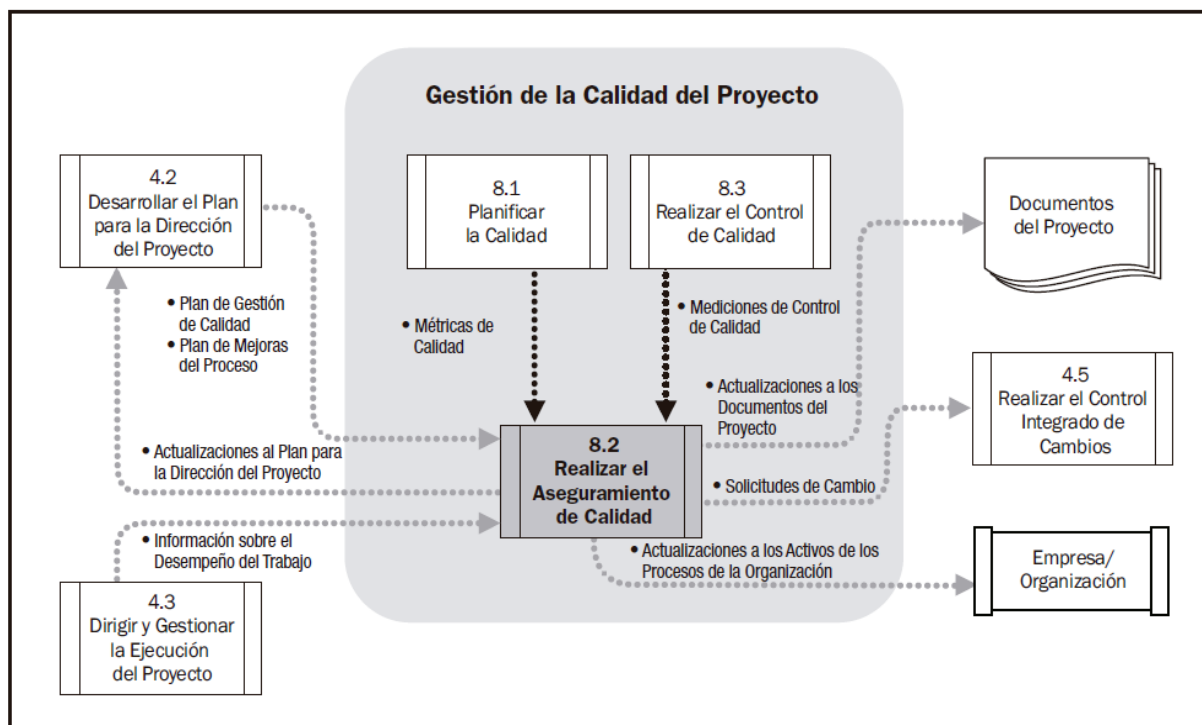 Gestión de la Calidad del Proyecto
4.2
Desarrollar el Plan
para la Dirección
del Proyecto
8.1
Planificar
la Calidad
8.3
Realizar el Control
de Calidad
Documentos
del Proyecto
• Plan de Gestión
de Calidad
• Plan de Mejoras
del Proceso
• Métricas de
Calidad
• Mediciones de Control
de Calidad
• Actualizaciones a los
Documentos del
Proyecto
4.5
Realizar el Control
Integrado de
Cambios
• Actualizaciones al Plan para
la Dirección del Proyecto
8.2
Realizar el
Aseguramiento
de Calidad
• Solicitudes de Cambio
• Información sobre el
Desempeño del Trabajo
• Actualizaciones a los Activos de los
Procesos de la Organización
Empresa/
Organización
4.3
Dirigir y Gestionar
la Ejecución
del Proyecto